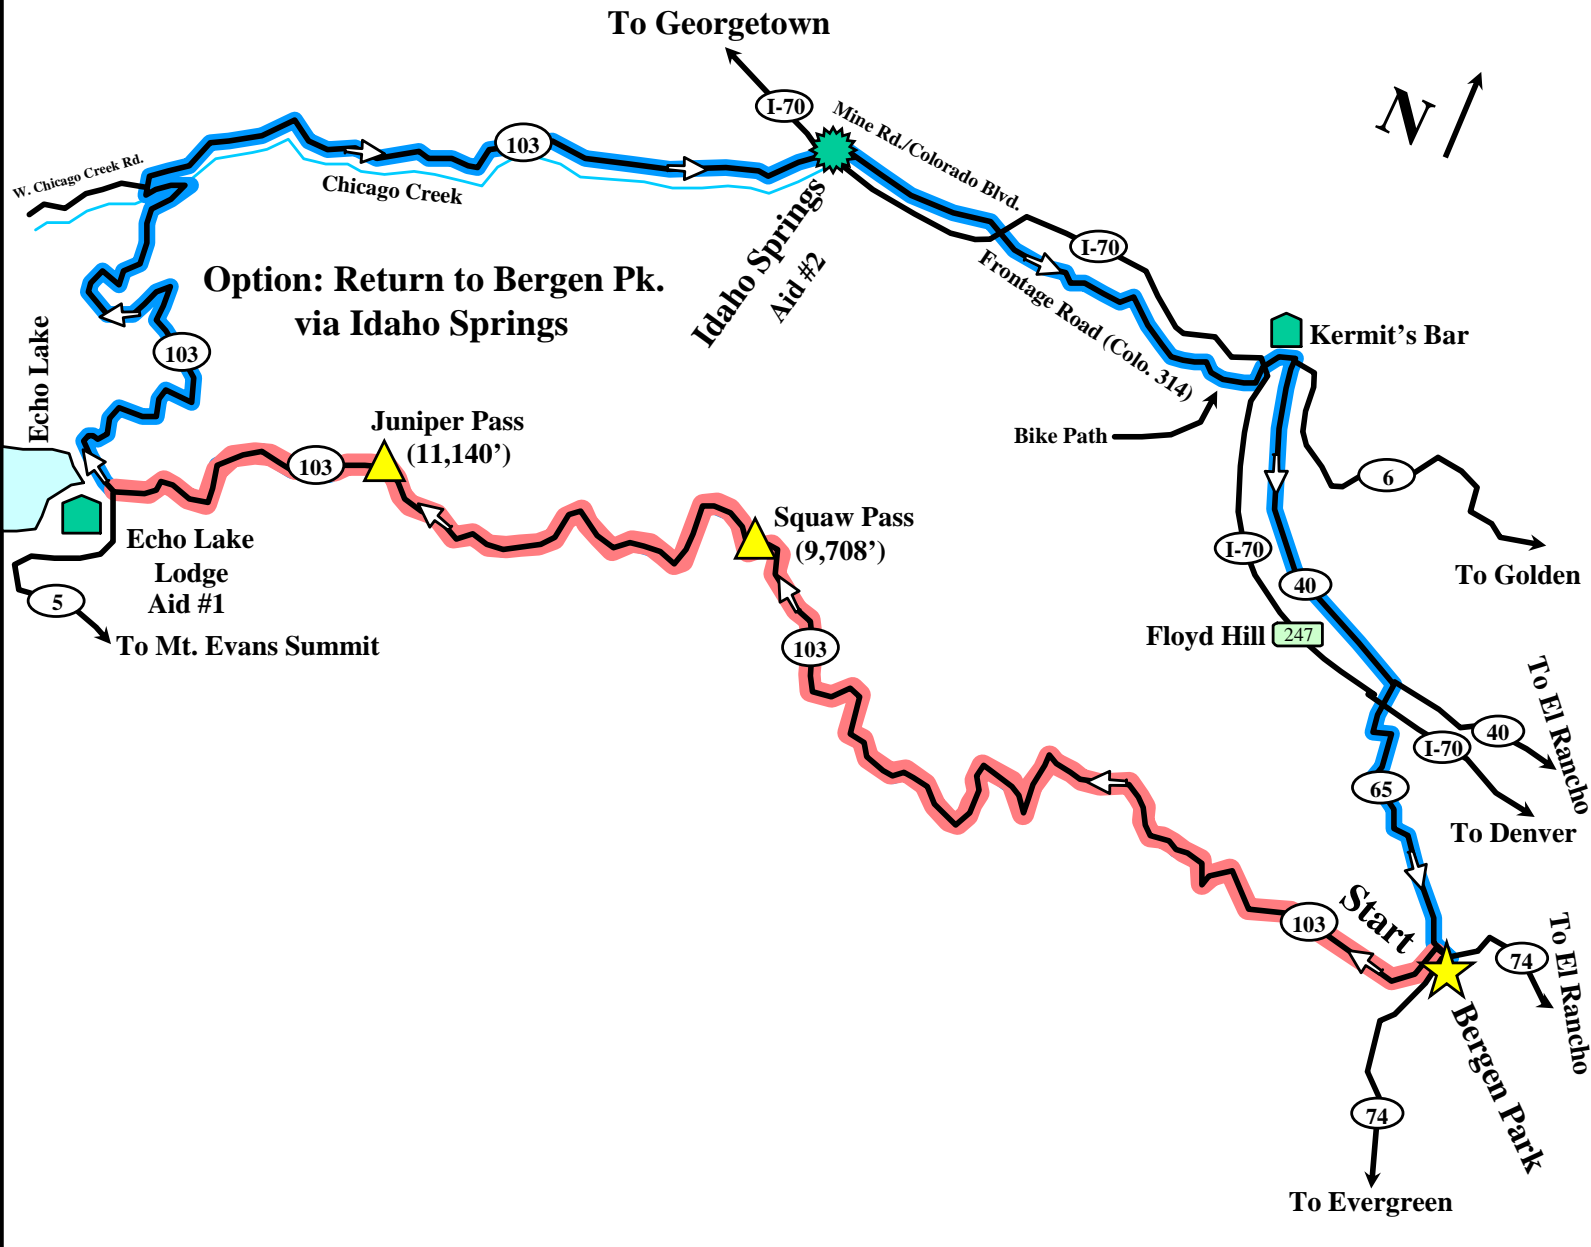 To Georgetown
I-70
N
Mine Rd./Colorado Blvd.
103
W. Chicago Creek Rd.
Chicago Creek
Idaho Springs
Aid #2
I-70
Option: Return to Bergen Pk.
via Idaho Springs
Frontage Road (Colo. 314)
Kermit's Bar
Echo Lake
103
Bike Path
Juniper Pass
(11,140')
103
6
Squaw Pass
(9,708')
Echo Lake
Lodge
Aid #1
I-70
To Golden
40
5
To Mt. Evans Summit
Floyd Hill
247
103
To El Rancho
40
I-70
65
To Denver
Start
103
74
To El Rancho
Bergen Park
74
To Evergreen